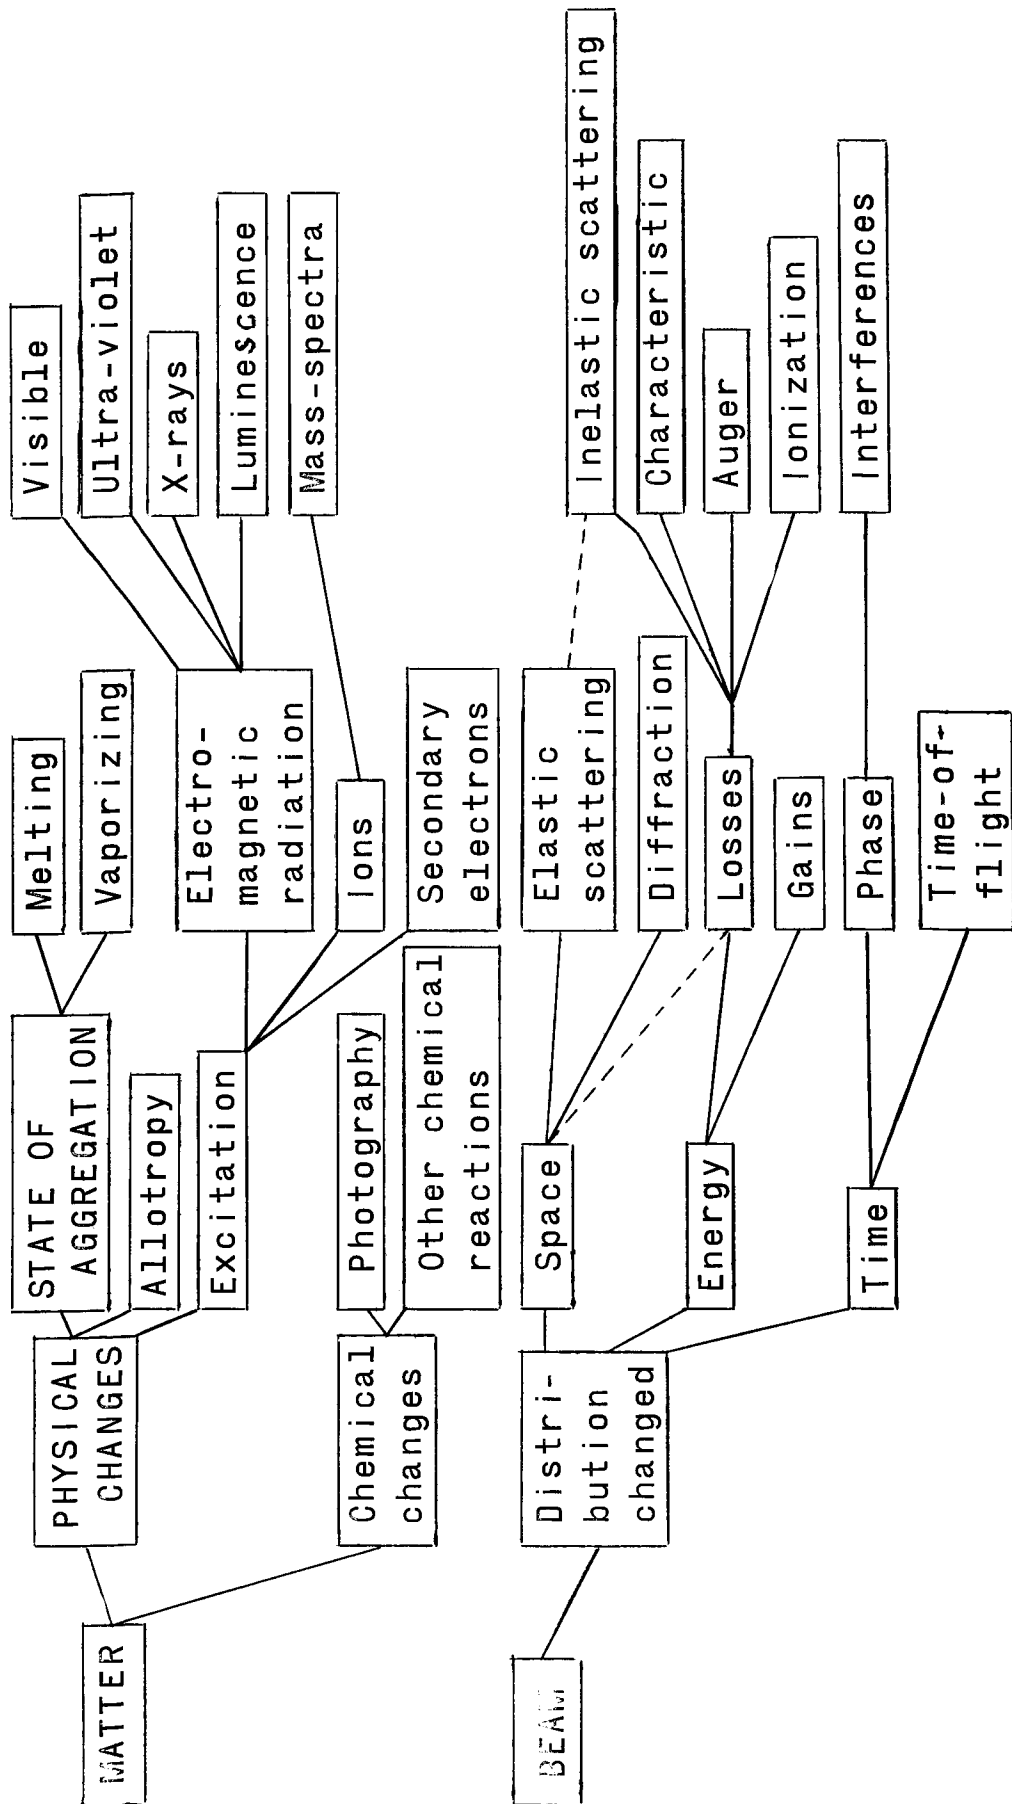 MATTER
PHYSICAL
CHANGES
STATE OF
AGGREGATION
Melting
Vaporizing
Allotropy
Excitation
Electro-
magnetic
radiation
Visible
Ultra-violet
X-rays
Luminescence
Ions
Mass-spectra
Secondary
electrons
Chemical
changes
Photography
Other chemical
reactions
BEAM
Distri-
bution
changed
Space
Elastic
scattering
Diffraction
Energy
Losses
Inelastic scattering
Characteristic
Auger
Ionization
Gains
Time
Phase
Interferences
Time-of-
flight